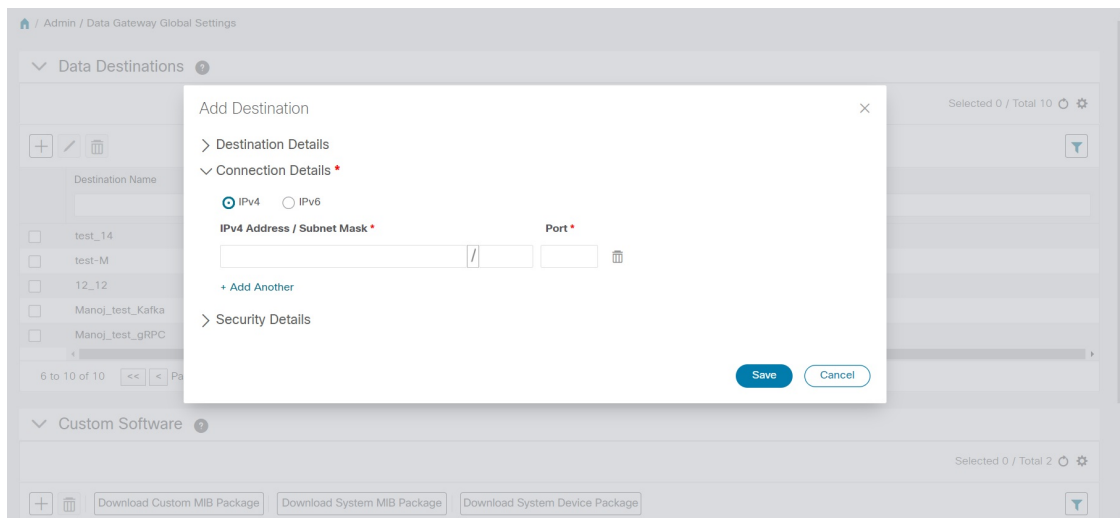 / Admin / Data Gateway Global Settings
Data Destinations ?
Add Destination
Selected 0 / Total 10
Destination Details
Connection Details *
Destination Name
IPv4 IPv6
IPv4 Address / Subnet Mask * Port *
test_14
/
test-M
12_12
+ Add Another
Manoj_test_Kafka
Security Details
Manoj_test_gRPC
6 to 10 of 10 << < Pa
Save Cancel
Custom Software ?
Selected 0 / Total 2
Download Custom MIB Package Download System MIB Package Download System Device Package